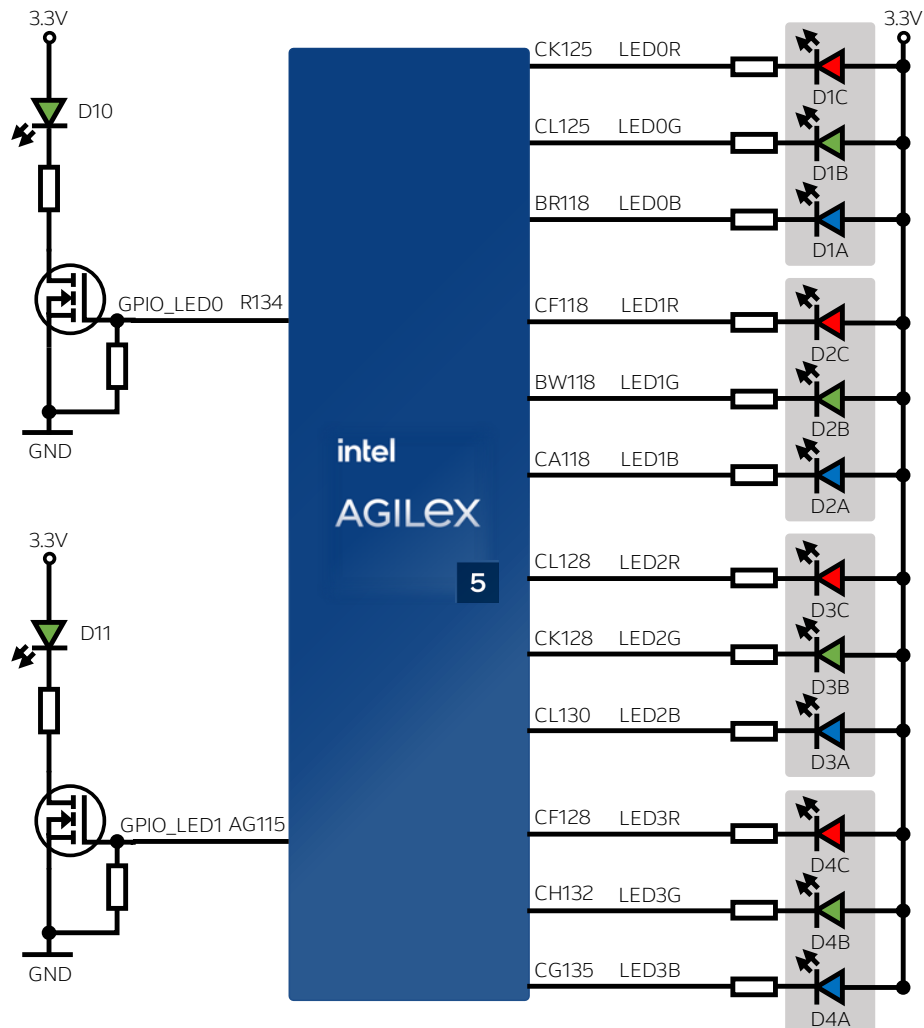 3.3V
D10
GPIO_LED0 R134
GND
3.3V
D11
GPIO_LED1 AG115
GND
intel
AGILEX
5
3.3V
CK125 LED0R
D1C
CL125 LED0G
D1B
BR118 LED0B
D1A
CF118 LED1R
D2C
BW118 LED1G
D2B
CA118 LED1B
D2A
CL128 LED2R
D3C
CK128 LED2G
D3B
CL130 LED2B
D3A
CF128 LED3R
D4C
CH132 LED3G
D4B
CG135 LED3B
D4A